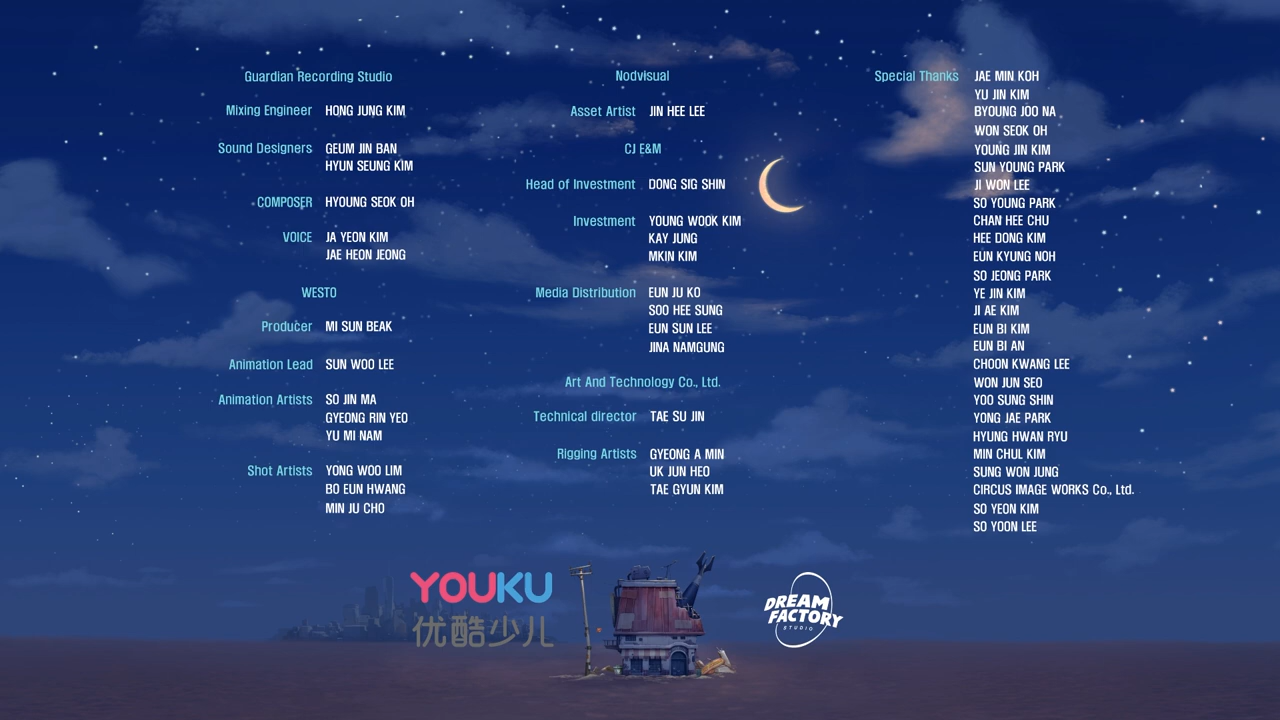 Guardian Recording Studio
Mixing Engineer HONG JUNG KIM
Sound Designers GEUM JIN BAN
HYUN SEUNG KIM
COMPOSER HYOUNG SEOK OH
VOICE JA YEON KIM
JAE HEON JEONG
WESTO
Producer MI SUN BEAK
Animation Lead SUN WOO LEE
Animation Artists SO JIN MA
GYEONG RIN YEO
YU MI NAM
Shot Artists YONG WOO LIM
BO EUN HWANG
MIN JU CHO
Nodvisual
Asset Artist JIN HEE LEE
CJ E&M
Head of Investment DONG SIG SHIN
Investment YOUNG WOOK KIM
KAY JUNG
MKIN KIM
Media Distribution EUN JU KO
SOO HEE SUNG
EUN SUN LEE
JINA NAMGUNG
Art And Technology Co., Ltd.
Technical director TAE SU JIN
Rigging Artists GYEONG A MIN
UK JUN HEO
TAE GYUN KIM
Special Thanks JAE MIN KOH
YU JIN KIM
BYOUNG JOO NA
WON SEOK OH
YOUNG JIN KIM
SUN YOUNG PARK
JI WON LEE
SO YOUNG PARK
CHAN HEE CHU
HEE DONG KIM
EUN KYUNG NOH
SO JEONG PARK
YE JIN KIM
JI AE KIM
EUN BI KIM
EUN BI AN
CHOON KWANG LEE
WON JUN SEO
YOO SUNG SHIN
YONG JAE PARK
HYUNG HWAN RYU
MIN CHUL KIM
SUNG WON JUNG
CIRCUS IMAGE WORKS Co., Ltd.
SO YEON KIM
SO YOON LEE
YOUKU
优酷少儿
DREAM
FACTORY
STUDIO